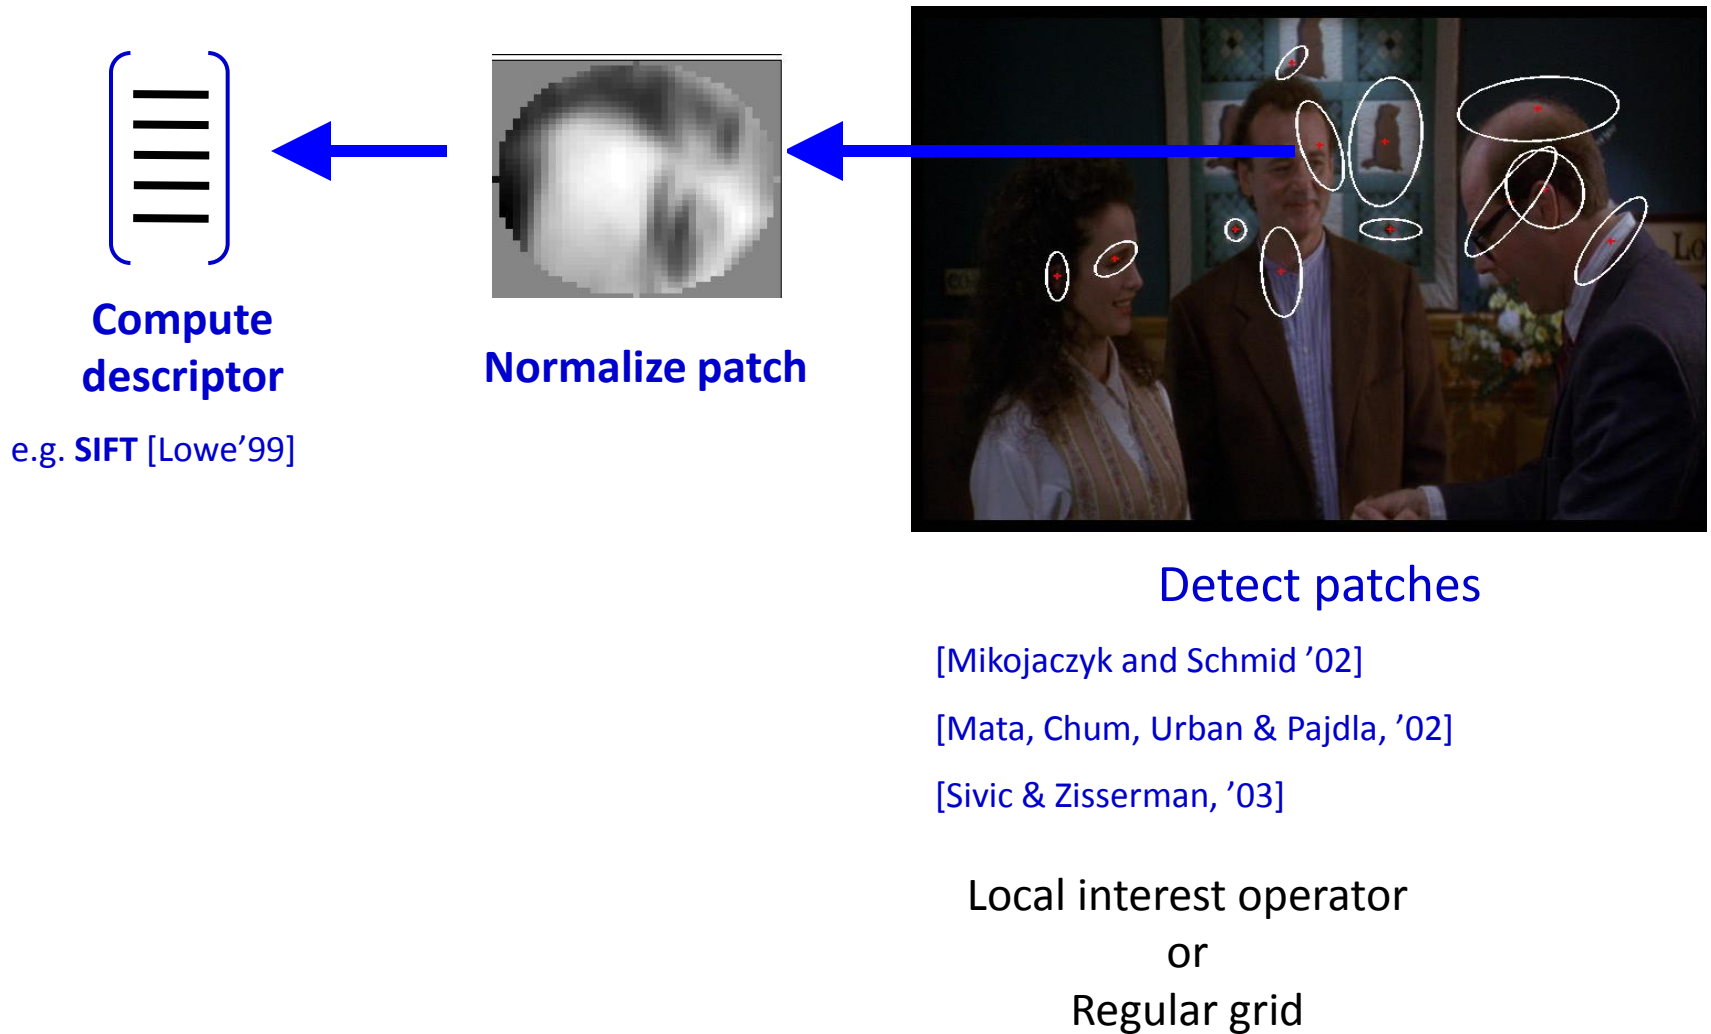 Compute
descriptor
e.g. SIFT [Lowe’99]
Normalize patch
Detect patches
[Mikojaczyk and Schmid ’02]
[Mata, Chum, Urban & Pajdla, ’02]
[Sivic & Zisserman, ’03]
Local interest operator
or
Regular grid